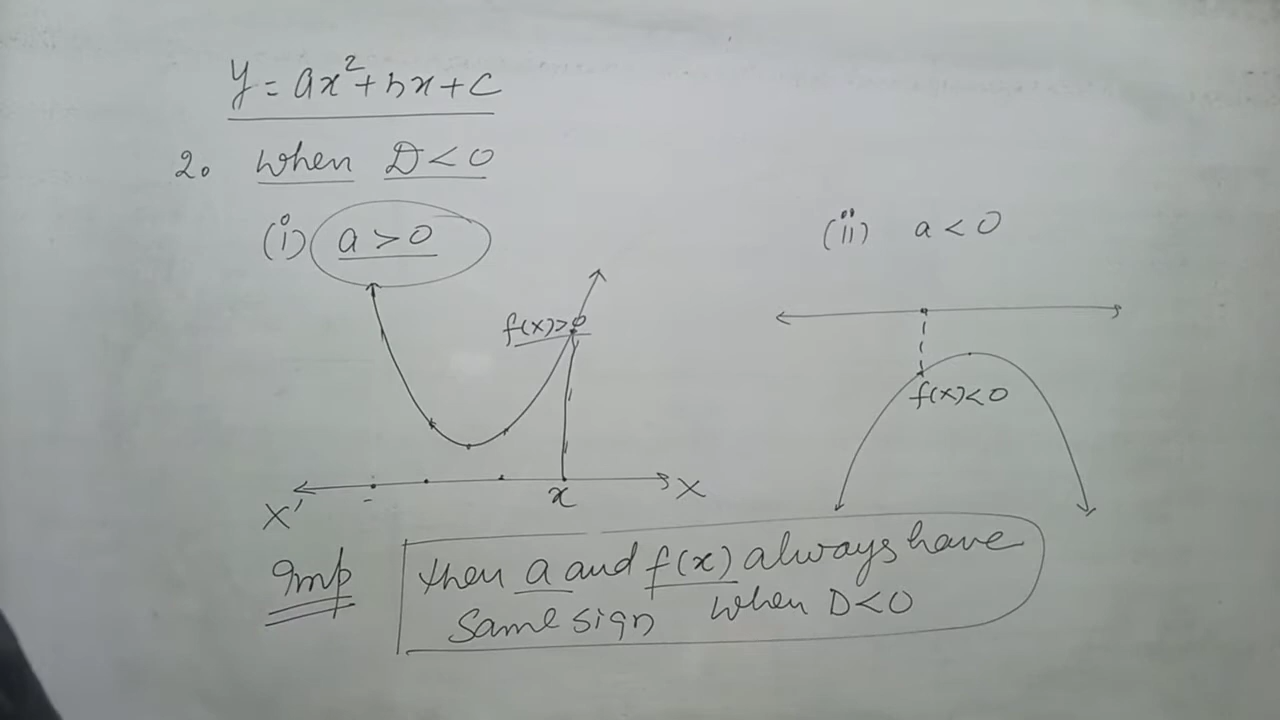 y = ax² + bx + c
2. when D < 0
(i) a > 0
(ii) a < 0
f(x) > 0
f(x) < 0
X' x X
Imp
then a and f(x) always have
same sign when D < 0